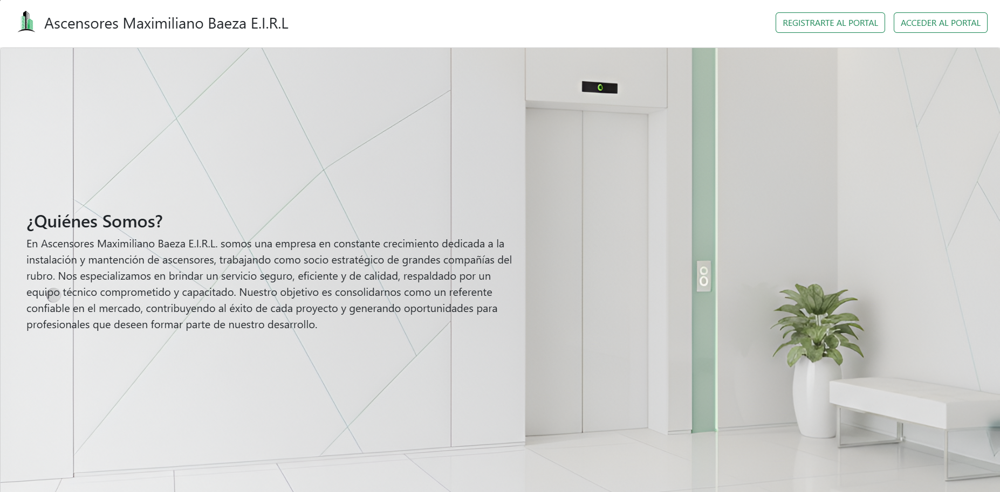 Ascensores Maximiliano Baeza E.I.R.L
REGISTRARTE AL PORTAL
ACCEDER AL PORTAL
0
¿Quiénes Somos?
En Ascensores Maximiliano Baeza E.I.R.L. somos una empresa en constante crecimiento dedicada a la
instalación y mantención de ascensores, trabajando como socio estratégico de grandes compañías del
rubro. Nos especializamos en brindar un servicio seguro, eficiente y de calidad, respaldado por un
equipo técnico comprometido y capacitado. Nuestro objetivo es consolidarnos como un referente
confiable en el mercado, contribuyendo al éxito de cada proyecto y generando oportunidades para
profesionales que deseen formar parte de nuestro desarrollo.